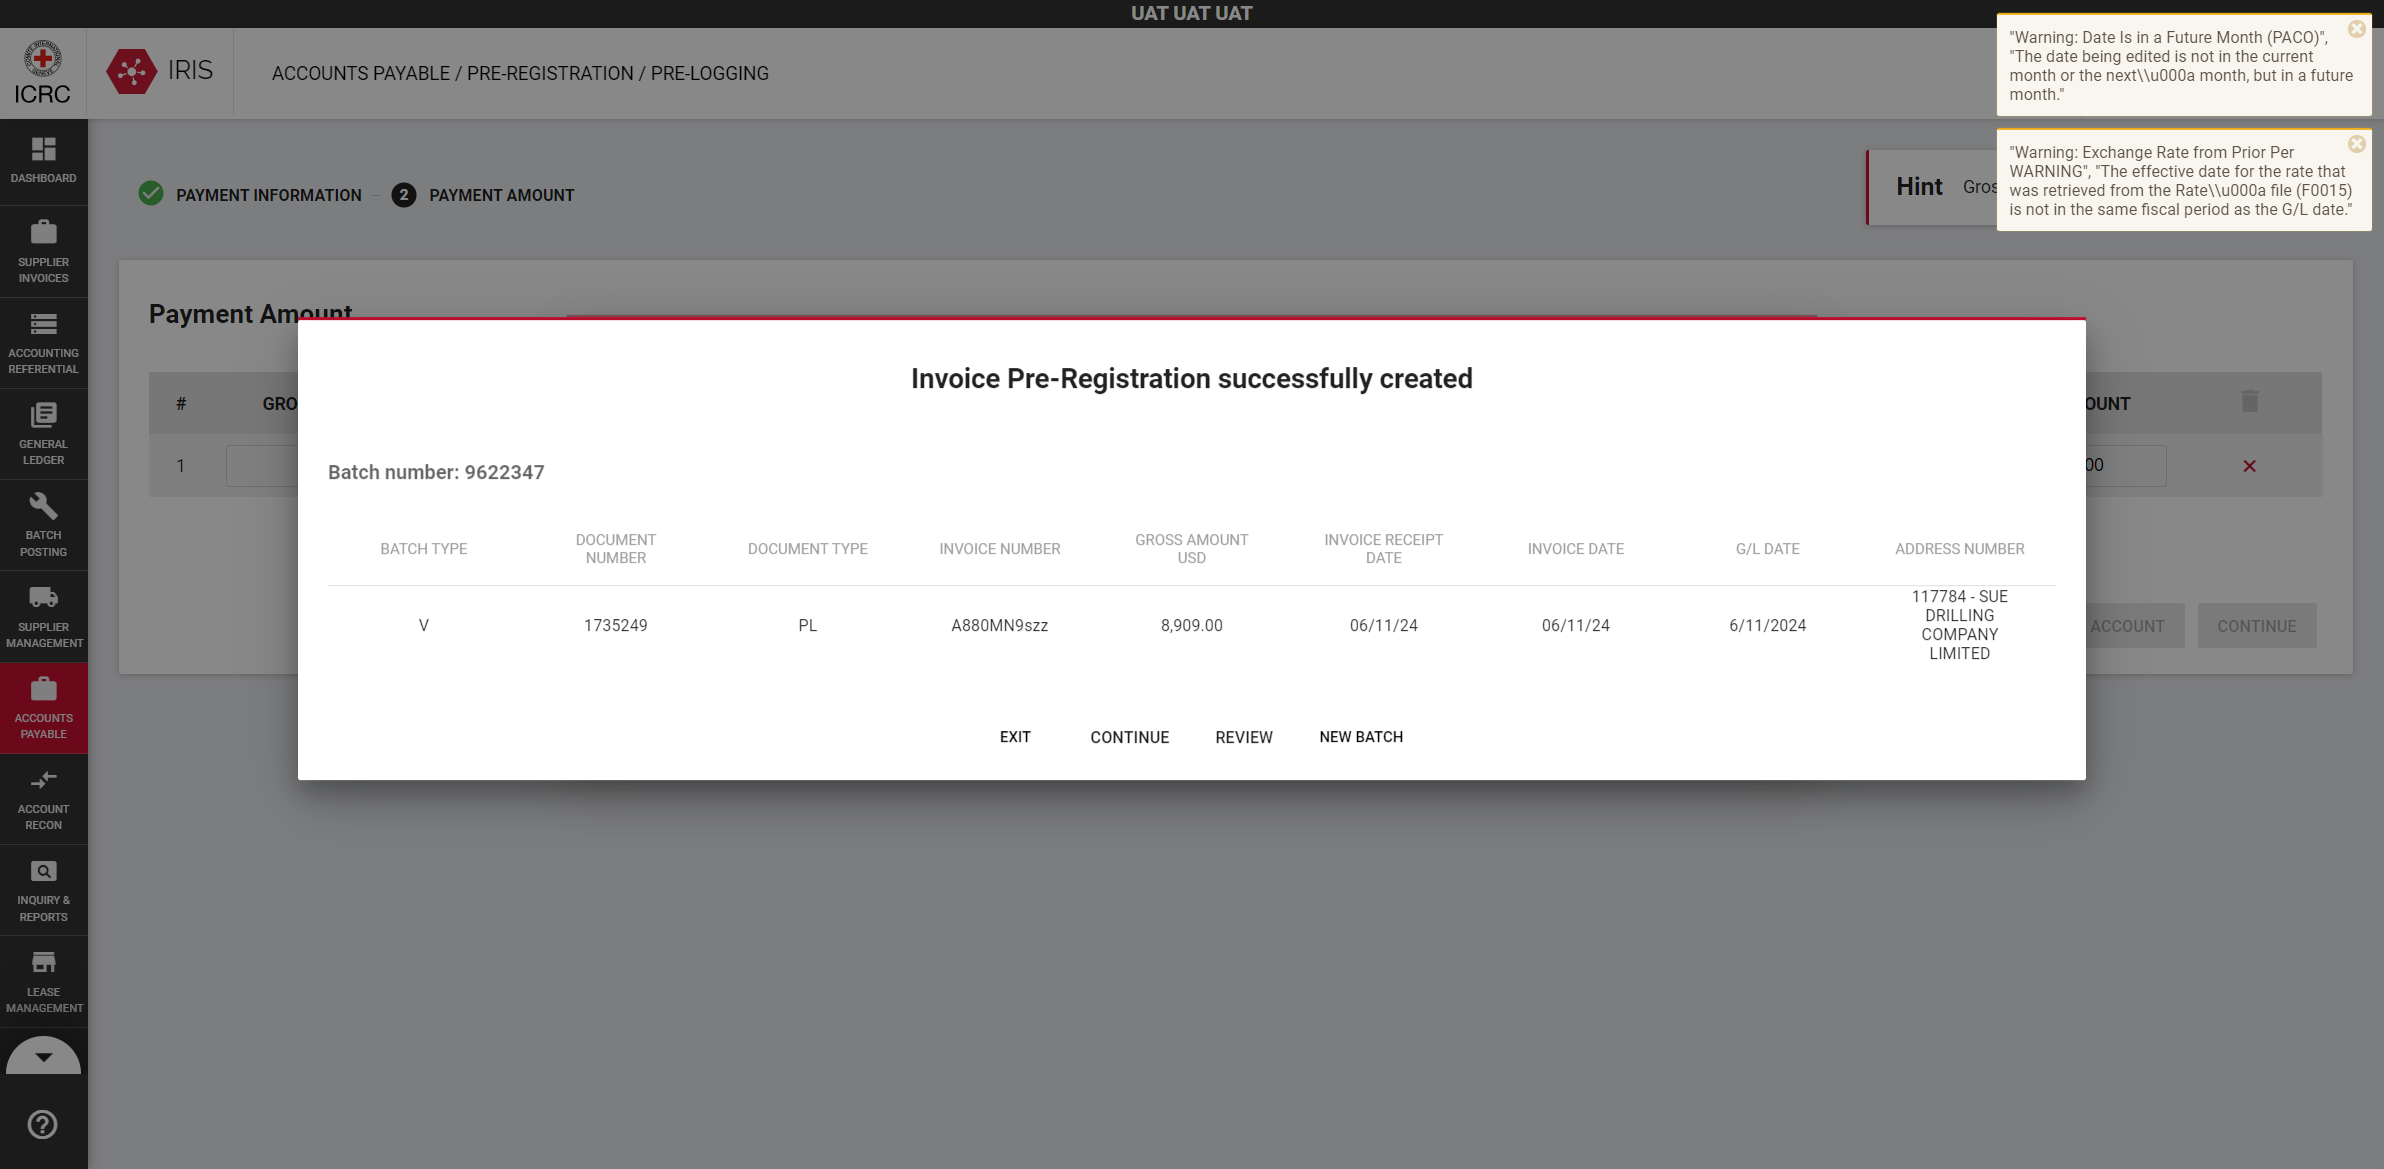 UAT UAT UAT
ICRC
IRIS
ACCOUNTS PAYABLE / PRE-REGISTRATION / PRE-LOGGING
"Warning: Date Is in a Future Month (PACO)",
"The date being edited is not in the current
month or the next\\u000a month, but in a future
month."
"Warning: Exchange Rate from Prior Per
WARNING", "The effective date for the rate that
was retrieved from the Rate\\u000a file (F0015)
is not in the same fiscal period as the G/L date."
DASHBOARD
SUPPLIER
INVOICES
ACCOUNTING
REFERENTIAL
GENERAL
LEDGER
BATCH
POSTING
SUPPLIER
MANAGEMENT
ACCOUNTS
PAYABLE
ACCOUNT
RECON
INQUIRY &
REPORTS
LEASE
MANAGEMENT
PAYMENT INFORMATION
2 PAYMENT AMOUNT
Hint Gros
Payment Amount
# GRO OUNT
1 00
Invoice Pre-Registration successfully created
Batch number: 9622347
BATCH TYPE
DOCUMENT
NUMBER
DOCUMENT TYPE
INVOICE NUMBER
GROSS AMOUNT
USD
INVOICE RECEIPT
DATE
INVOICE DATE
G/L DATE
ADDRESS NUMBER
V
1735249
PL
A880MN9szz
8,909.00
06/11/24
06/11/24
6/11/2024
117784 - SUE
DRILLING
COMPANY
LIMITED
ACCOUNT
CONTINUE
EXIT
CONTINUE
REVIEW
NEW BATCH